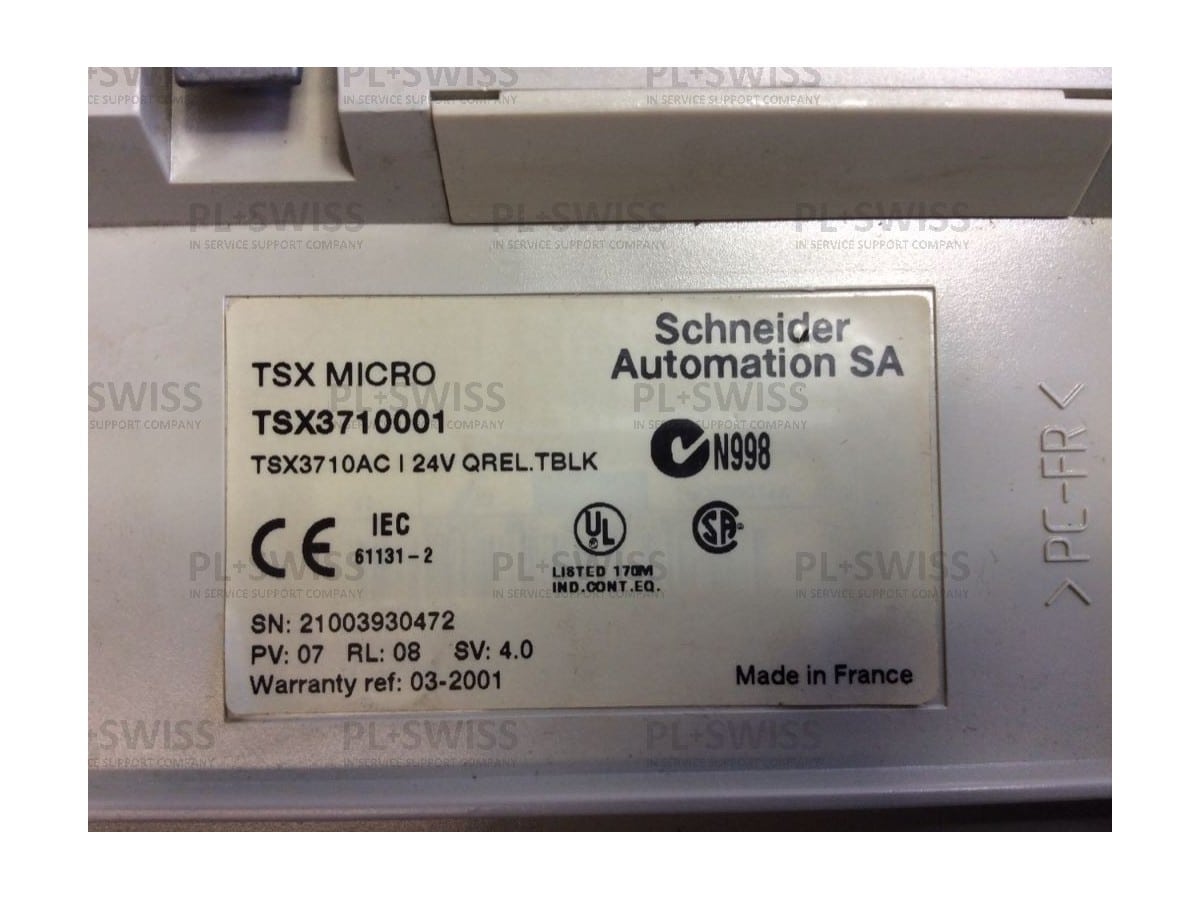 PL+SWISS
IN SERVICE SUPPORT COMPANY
Schneider
Automation SA
TSX MICRO
TSX3710001
TSX3710AC I 24V QREL.TBLK
N998
CE
IEC
61131-2
UL
SA
LISTED 170M
IND.CONT.EQ.
SN: 21003930472
PV: 07 RL: 08 SV: 4.0
Warranty ref: 03-2001
Made in France
>PC-FR<